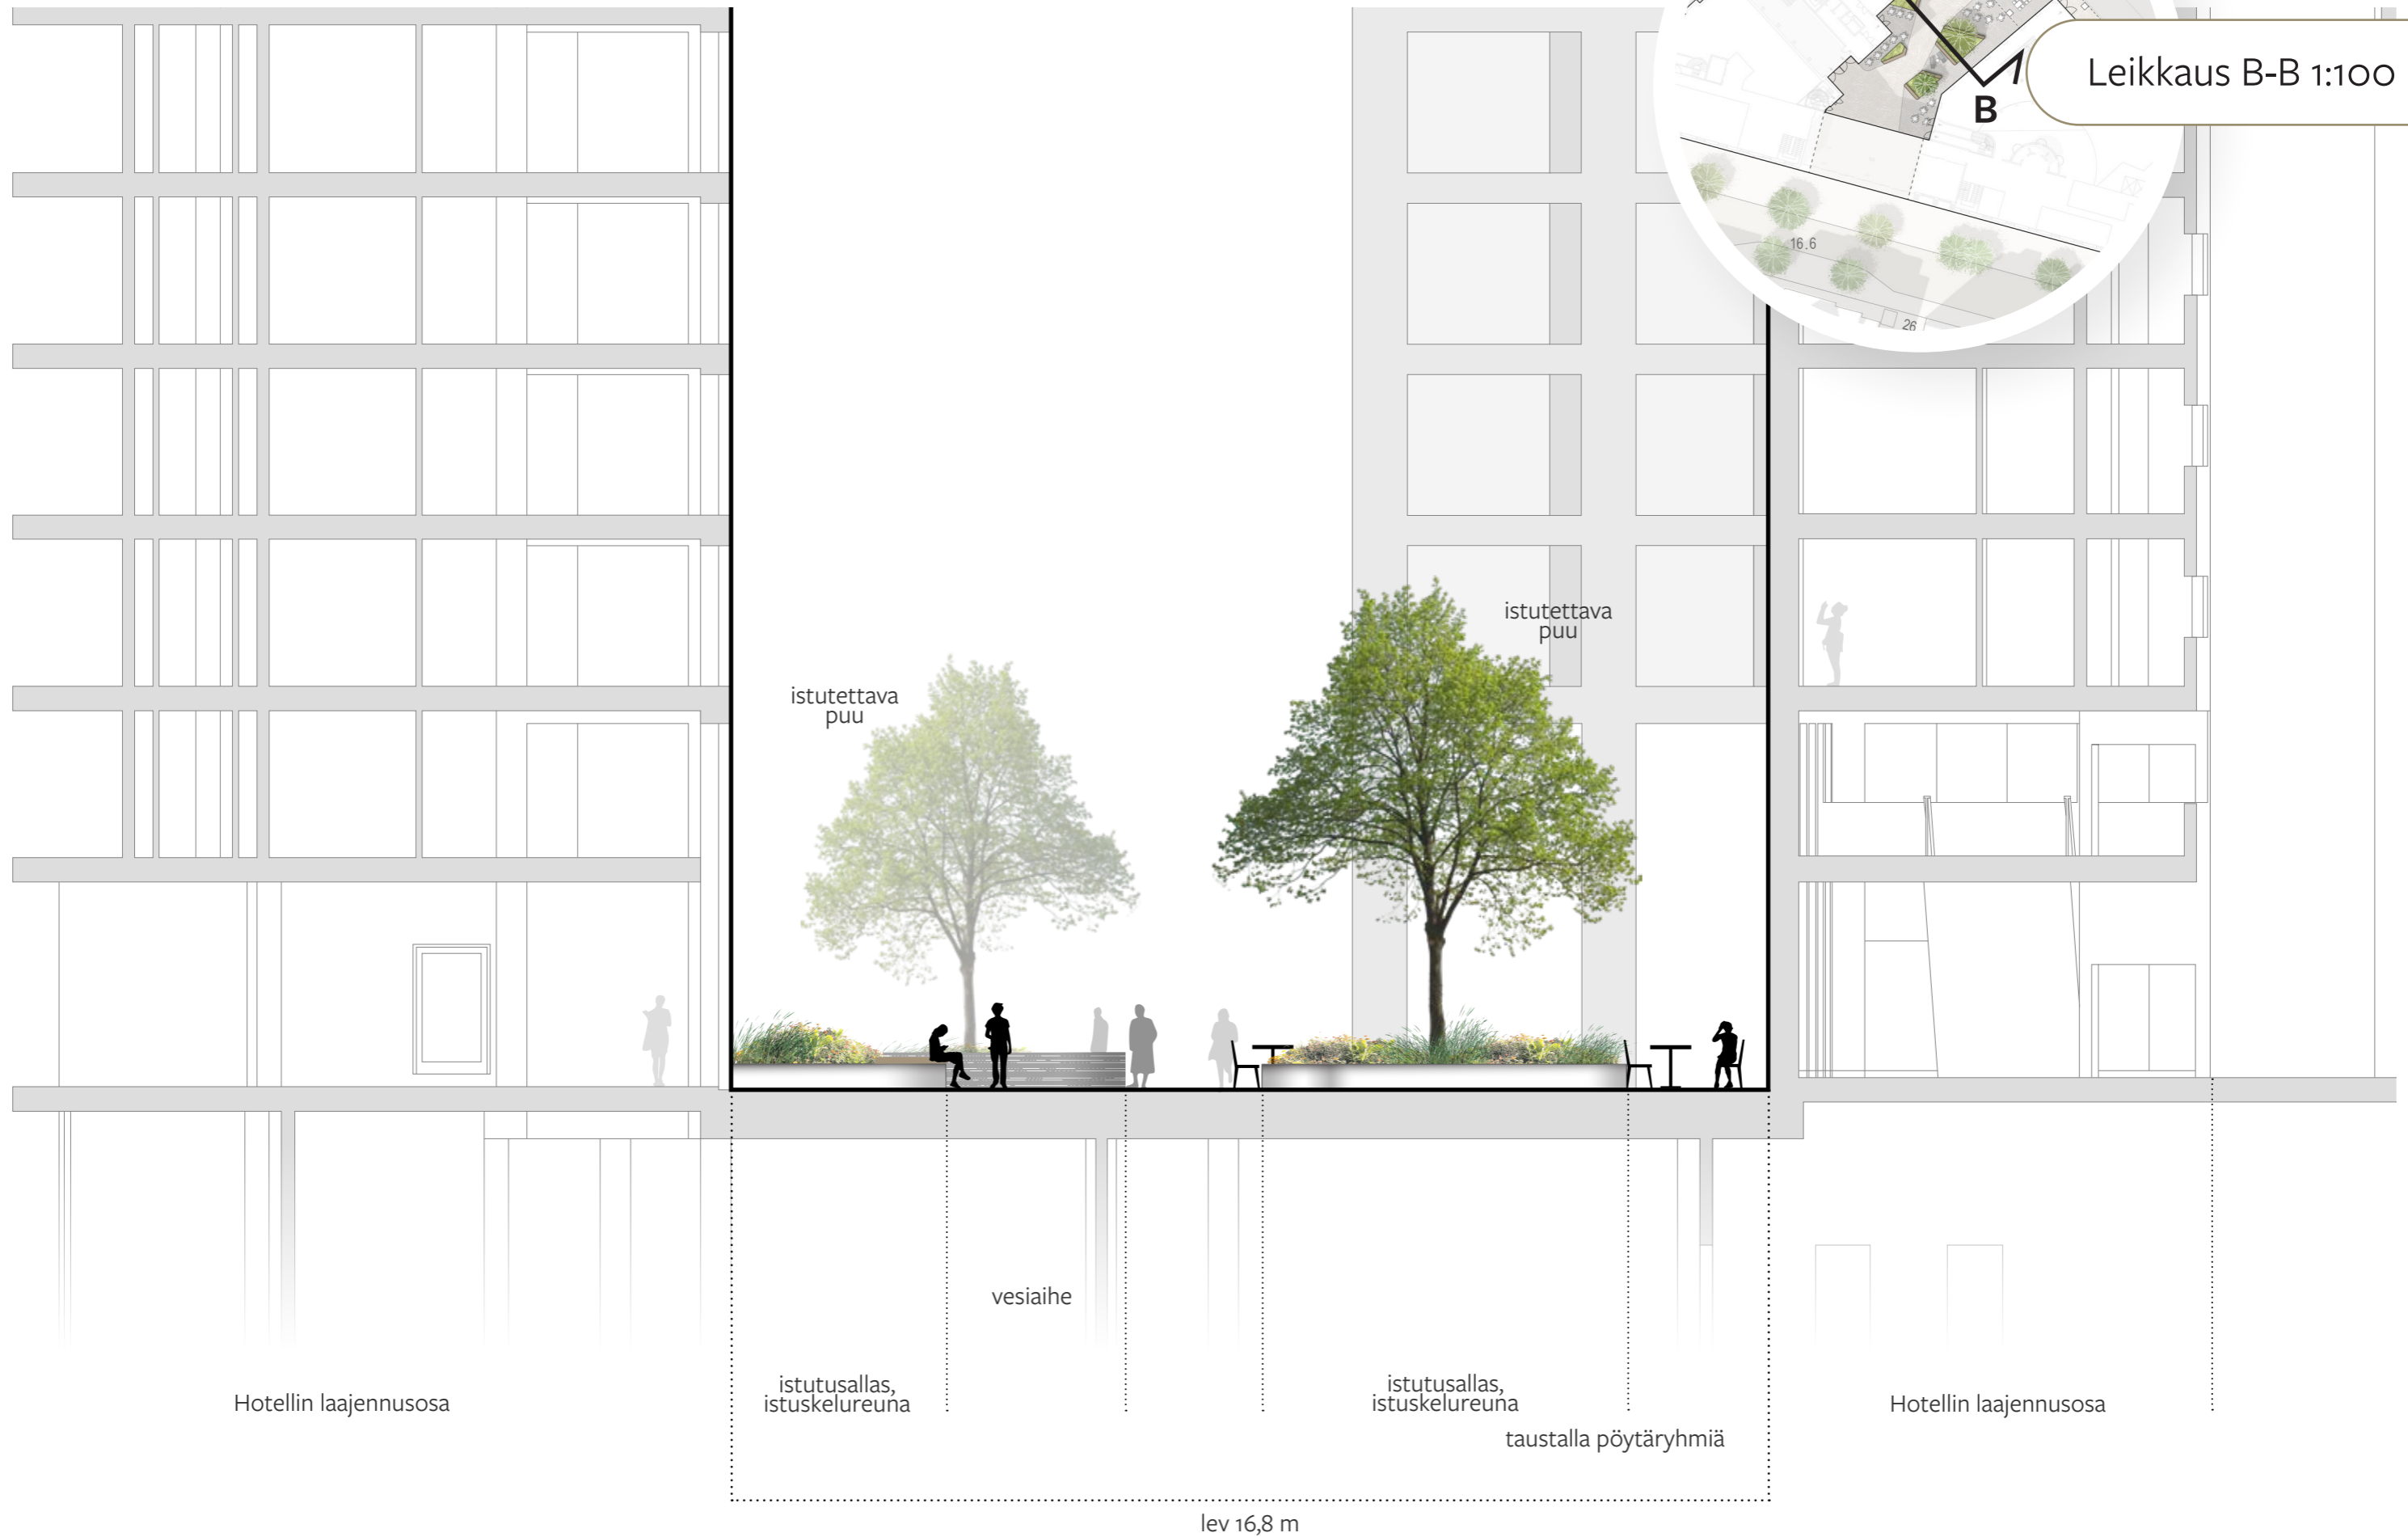 Leikkaus B-B 1:100
B
16.6
26
istutettava
puu
istutettava
puu
vesiaihe
Hotellin laajennusosa
istutusallas,
istuskelureuna
istutusallas,
istuskelureuna
Hotellin laajennusosa
taustalla pöytäryhmiä
lev 16,8 m